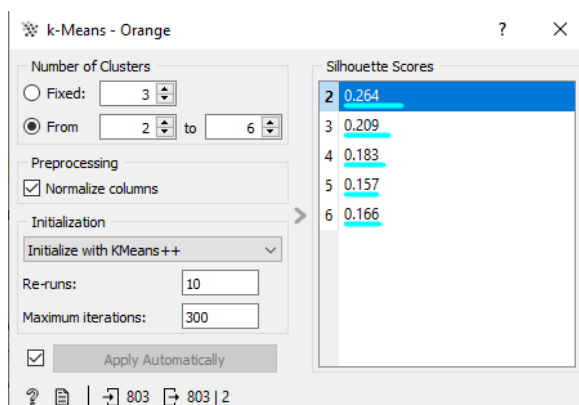 k-Means - Orange
Number of Clusters
Fixed: 3
From 2 to 6
Preprocessing
Normalize columns
Initialization
Initialize with KMeans++
Re-runs: 10
Maximum iterations: 300
Apply Automatically
? 803 803 | 2
Silhouette Scores
2 0.264
3 0.209
4 0.183
5 0.157
6 0.166